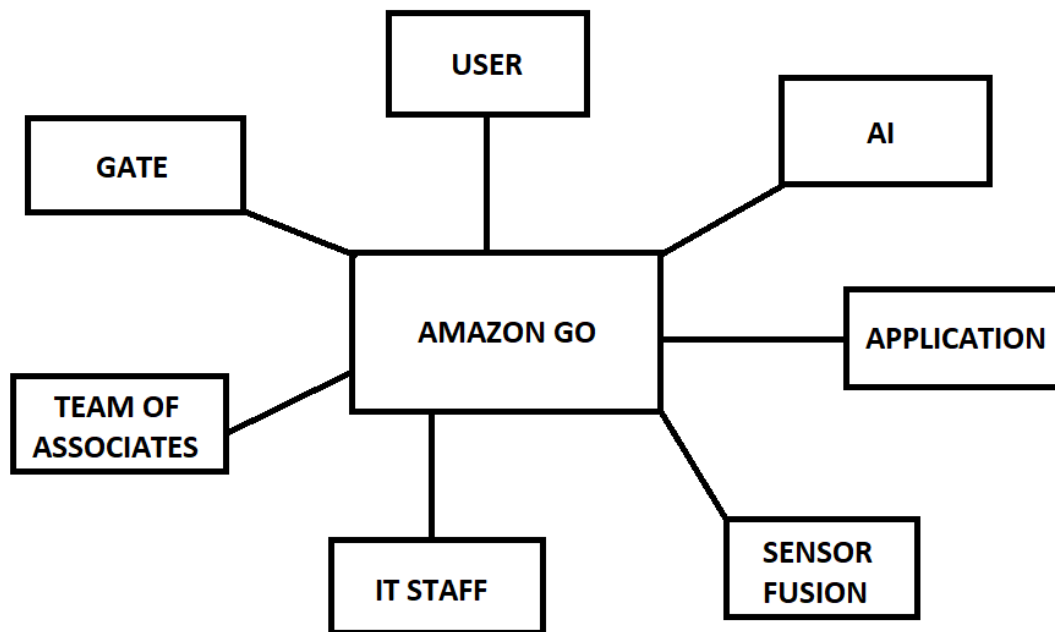 USER
AI
GATE
AMAZON GO
APPLICATION
TEAM OF
ASSOCIATES
IT STAFF
SENSOR
FUSION